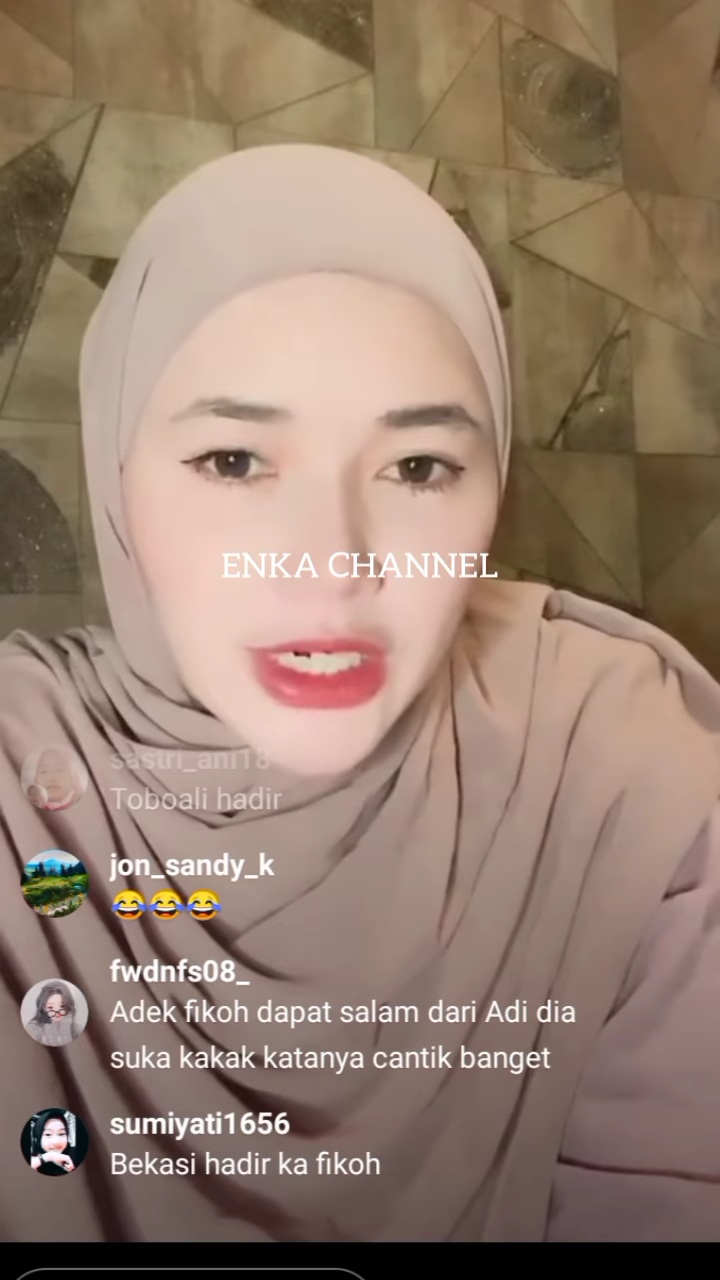 ENKA CHANNEL
sastri_ani18
Toboali hadir
jon_sandy_k
😂😂😂
fwdnfs08_
Adek fikoh dapat salam dari Adi dia
suka kakak katanya cantik banget
sumiyati1656
Bekasi hadir ka fikoh